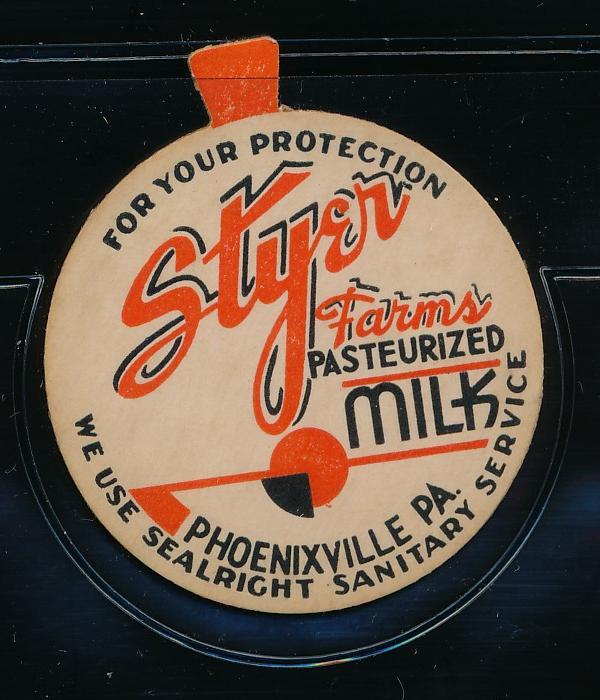 FOR YOUR PROTECTION
Styer
Farms
PASTEURIZED
MILK
PHOENIXVILLE PA.
WE USE SEALRIGHT SANITARY SERVICE